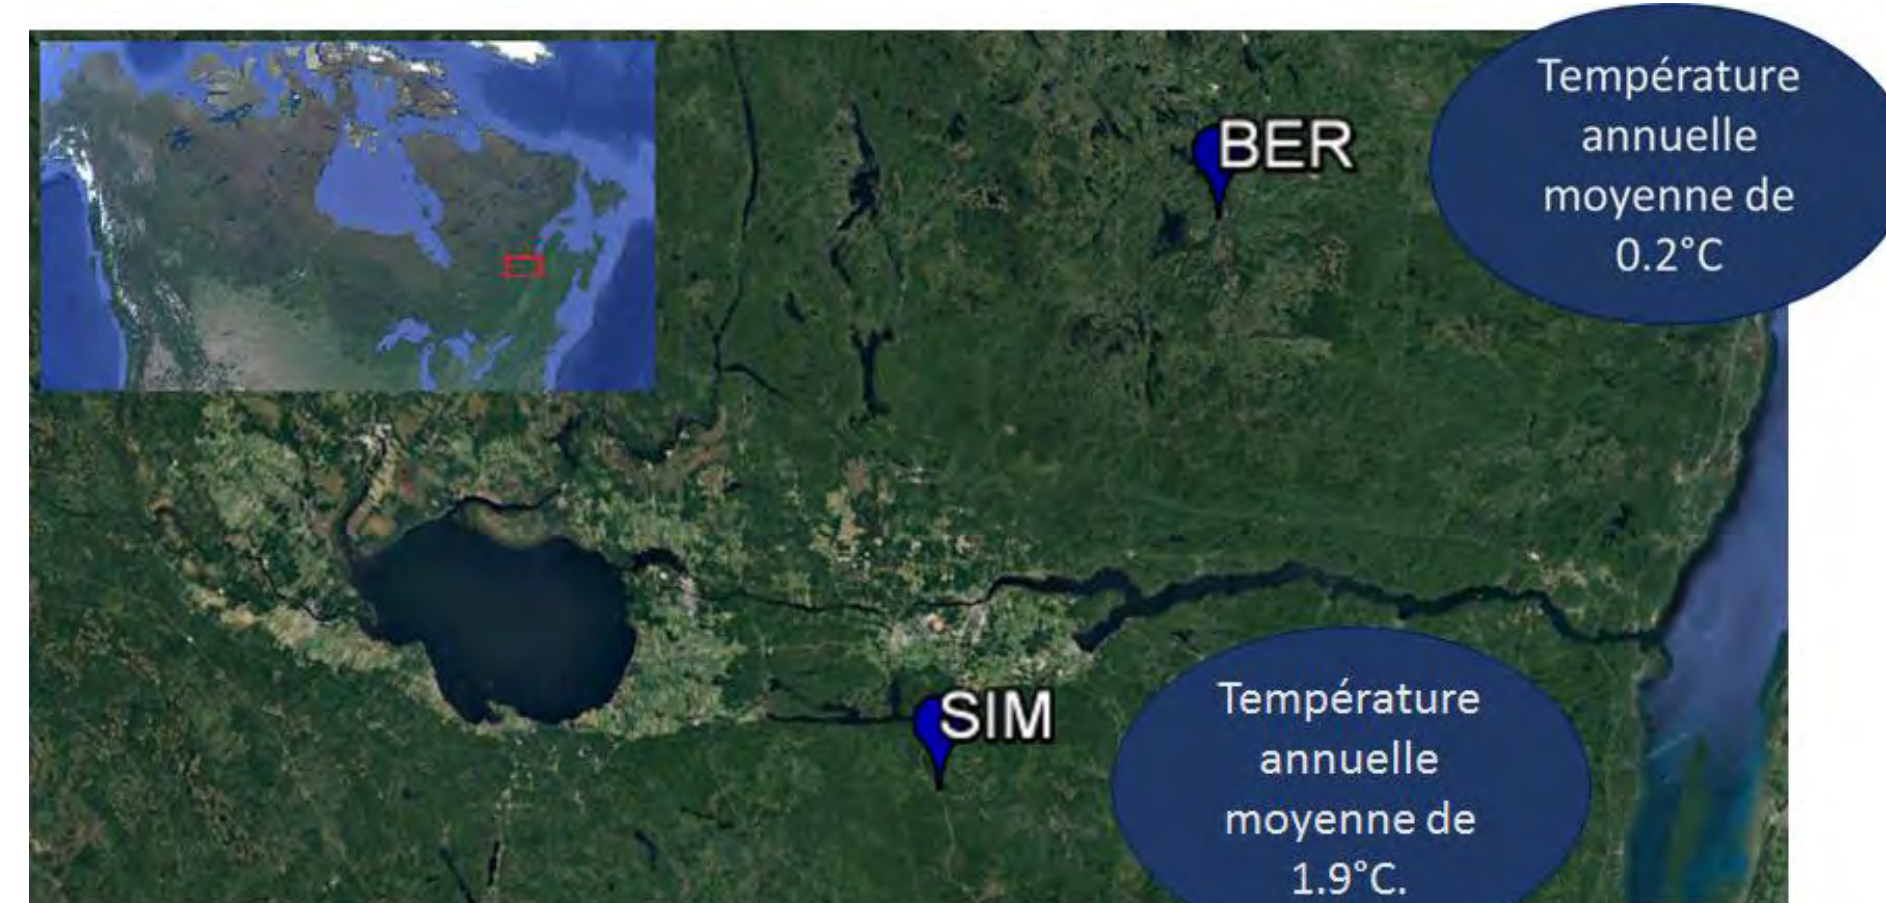 BER
Température
annuelle
moyenne de
0.2°C
SIM
Température
annuelle
moyenne de
1.9°C.